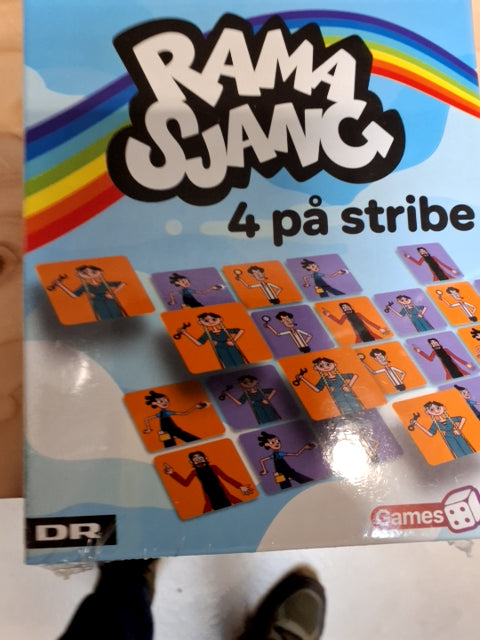 RAMA
SJANG
4 på stribe
Games
DR